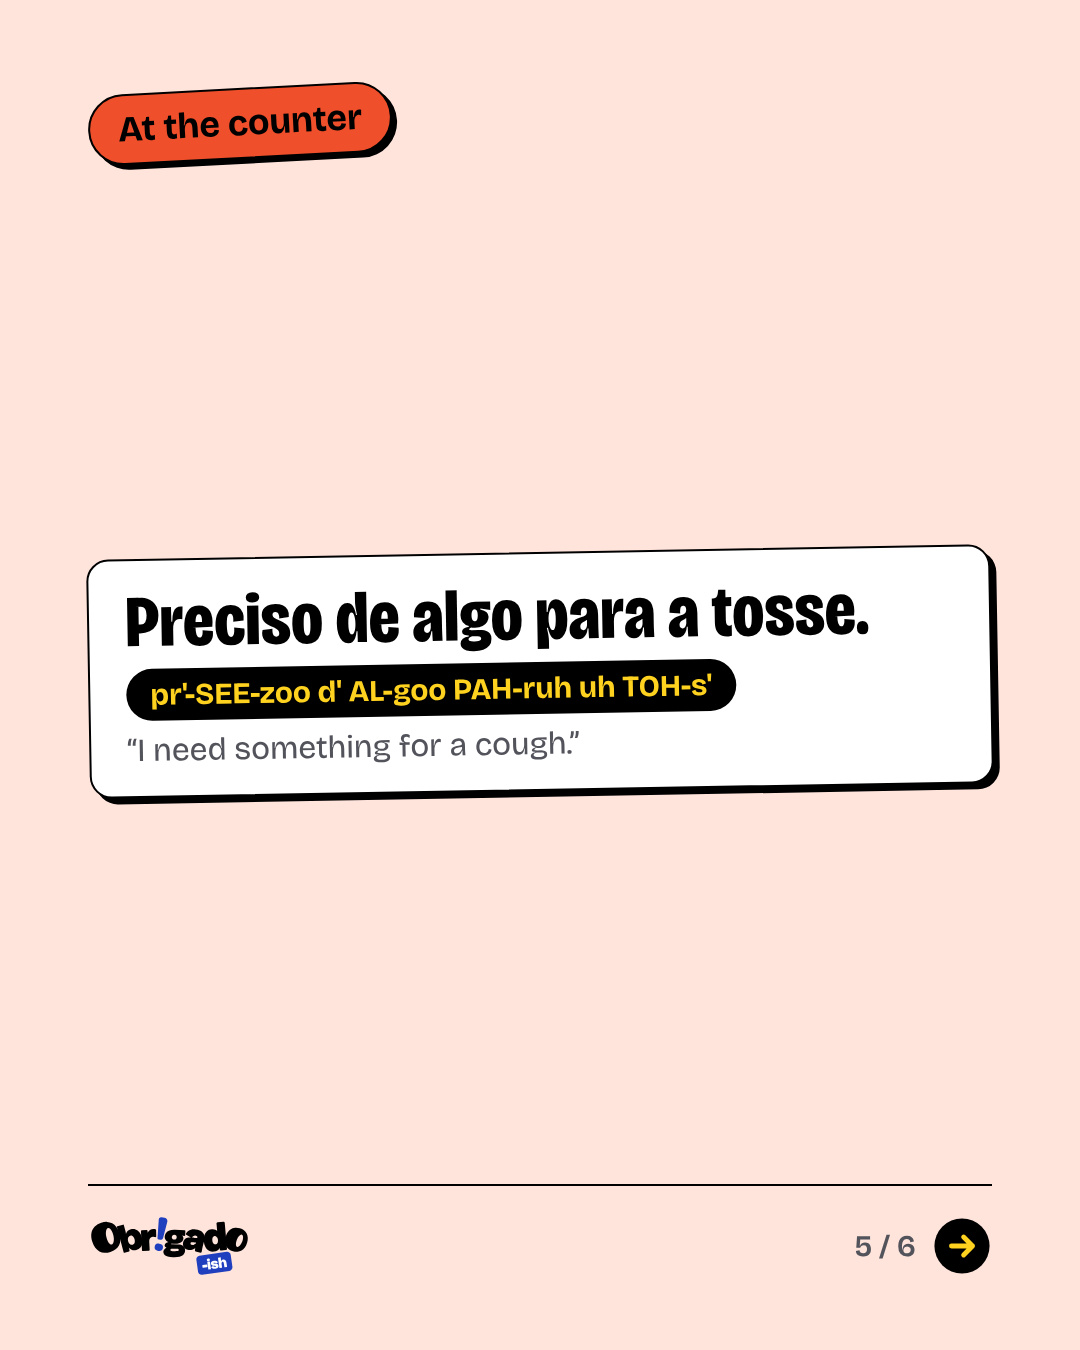 At the counter
Preciso de algo para a tosse.
pr'-SEE-zoo d' AL-goo PAH-ruh uh TOH-s'
“I need something for a cough.”
Obr!gado
-ish
5 / 6